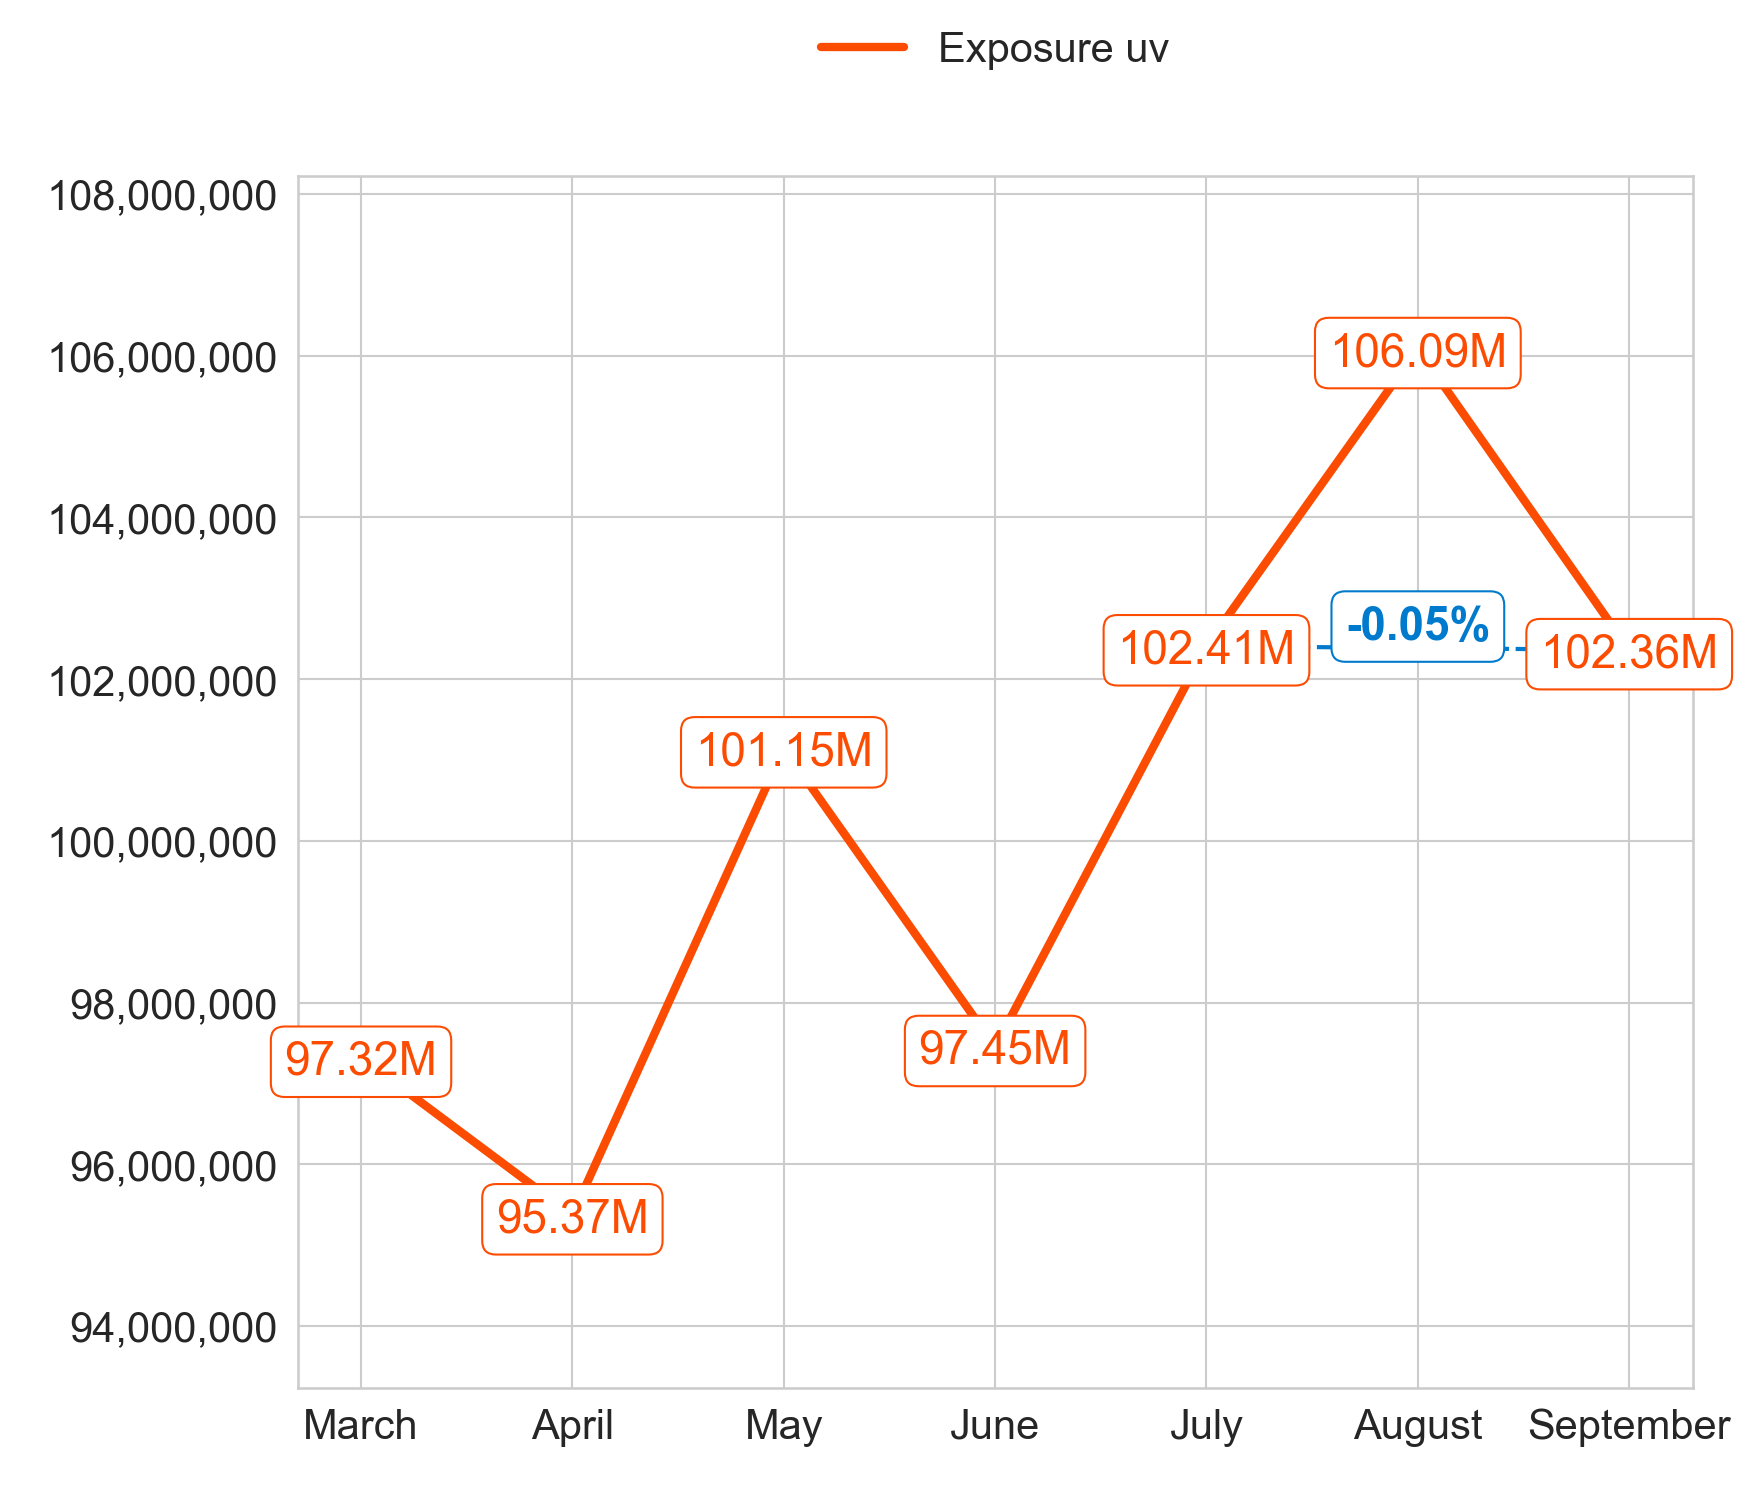 Exposure uv
108,000,000
106,000,000
104,000,000
102,000,000
100,000,000
98,000,000
96,000,000
94,000,000
97.32M
95.37M
101.15M
97.45M
102.41M
106.09M
-0.05%
102.36M
March April May June July August September